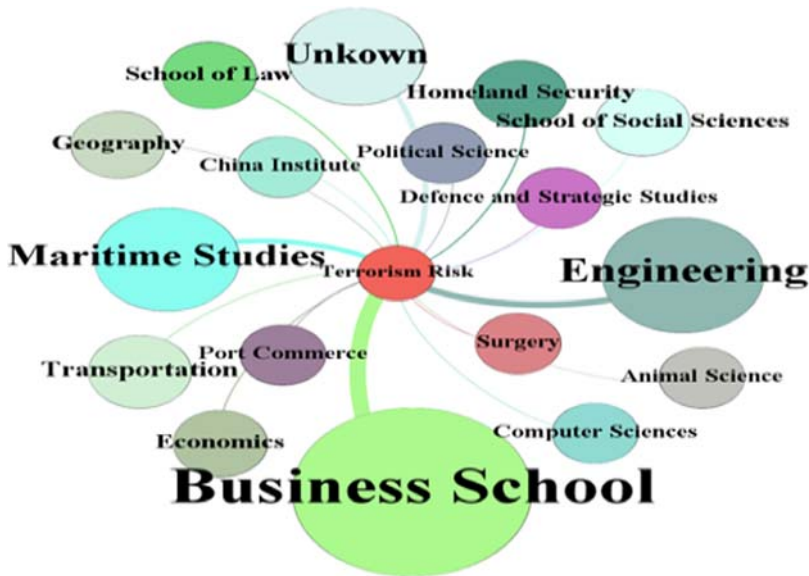 Unkown
School of Law
Homeland Security
School of Social Sciences
Geography
China Institute
Political Science
Defence and Strategic Studies
Maritime Studies
Terrorism Risk
Engineering
Port Commerce
Surgery
Transportation
Animal Science
Economics
Computer Sciences
Business School